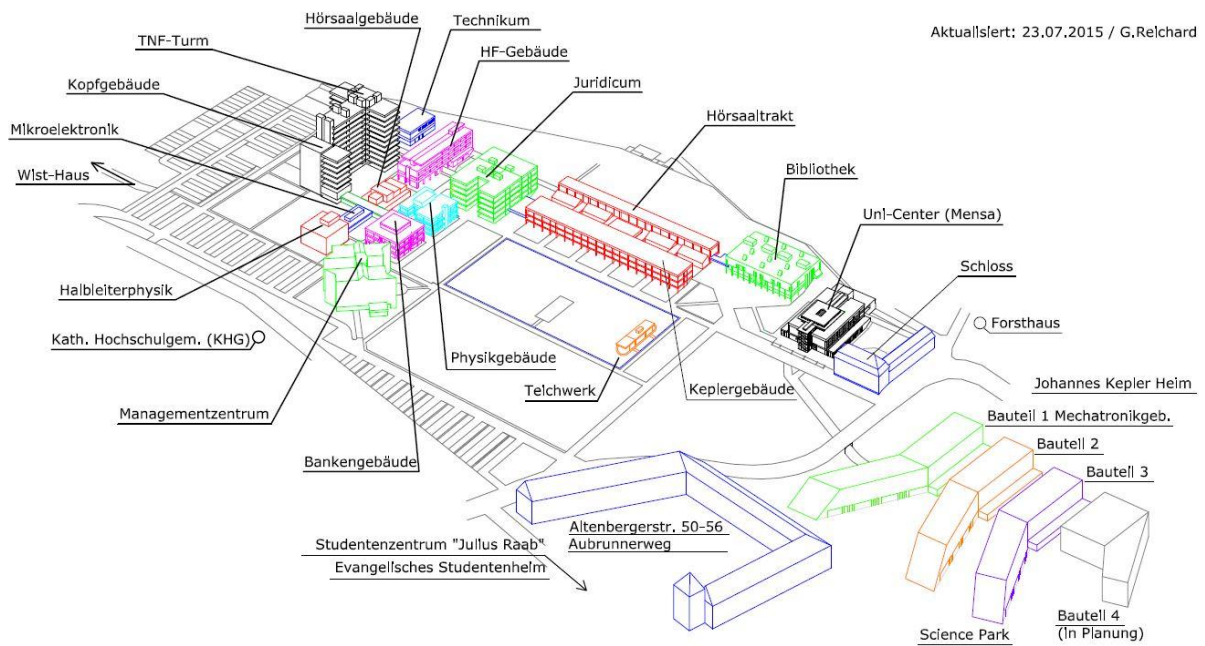 Hörsaalgebäude
Technikum
Aktualisiert: 23.07.2015 / G.Reichard
TNF-Turm
HF-Gebäude
Kopfgebäude
Juridicum
Mikroelektronik
Hörsaaltrakt
Wist-Haus
Bibliothek
Uni-Center (Mensa)
Schloss
Halbleiterphysik
Forsthaus
Kath. Hochschulgem. (KHG)
Physikgebäude
Teichwerk
Keplergebäude
Johannes Kepler Heim
Managementzentrum
Bauteil 1 Mechatronikgeb.
Bauteil 2
Bankengebäude
Bauteil 3
Altenbergerstr. 50-56
Aubrunnerweg
Studentenzentrum "Julius Raab"
Evangelisches Studentenheim
Bauteil 4
(in Planung)
Science Park